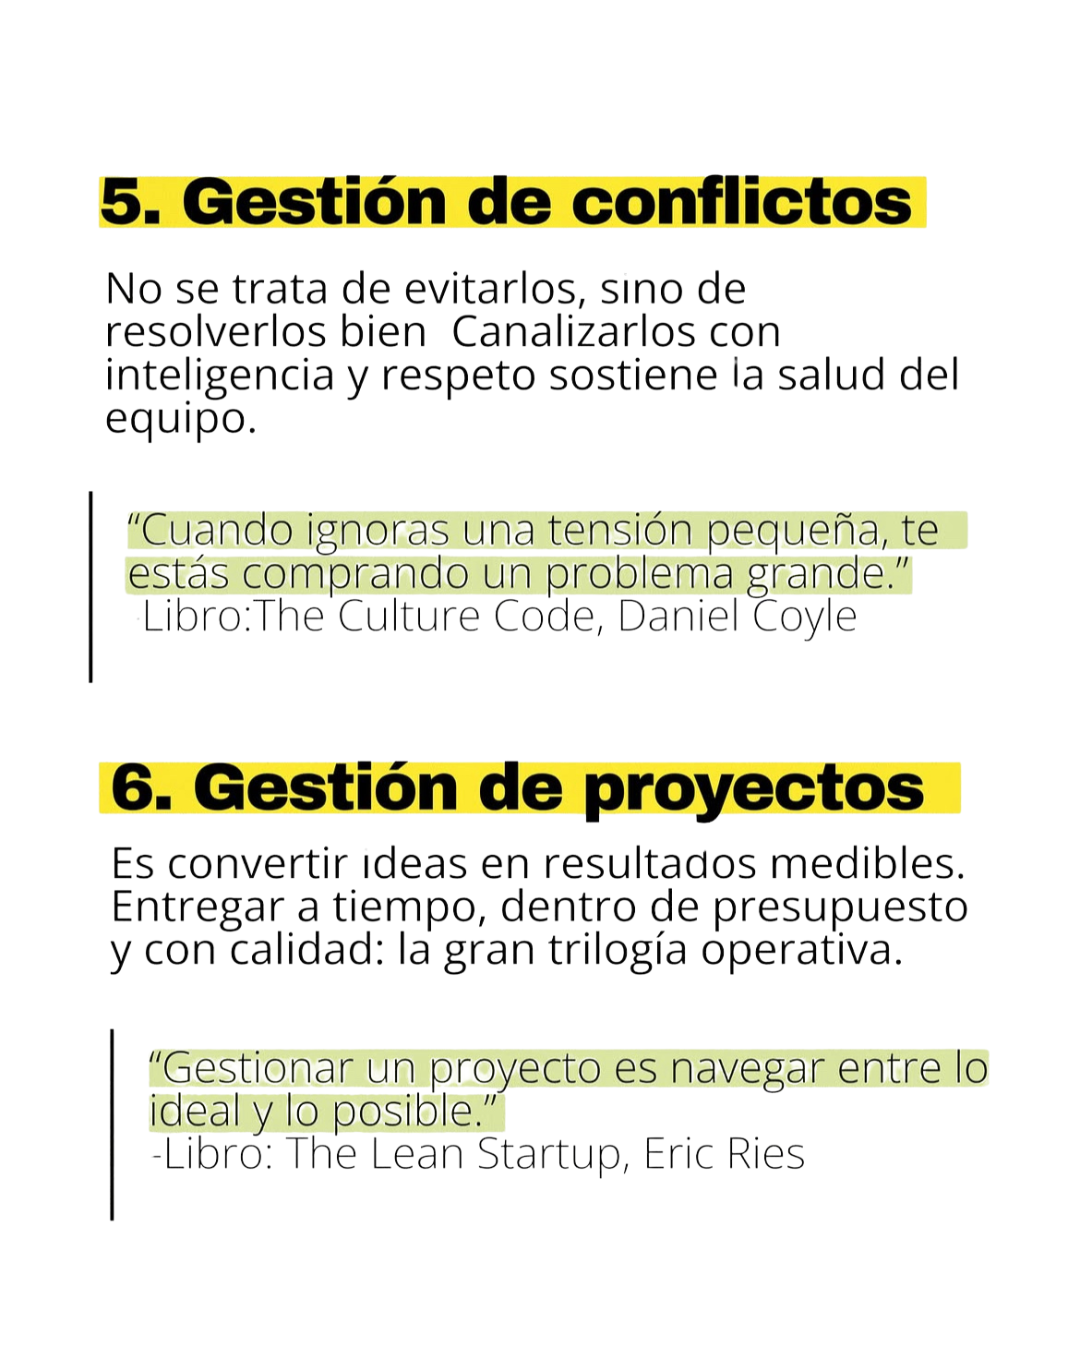 5. Gestión de conflictos
No se trata de evitarlos, sino de
resolverlos bien  Canalizarlos con
inteligencia y respeto sostiene la salud del
equipo.
“Cuando ignoras una tensión pequeña, te
estás comprando un problema grande.”
-Libro:The Culture Code, Daniel Coyle
6. Gestión de proyectos
Es convertir ideas en resultados medibles.
Entregar a tiempo, dentro de presupuesto
y con calidad: la gran trilogía operativa.
“Gestionar un proyecto es navegar entre lo
ideal y lo posible.”
-Libro: The Lean Startup, Eric Ries